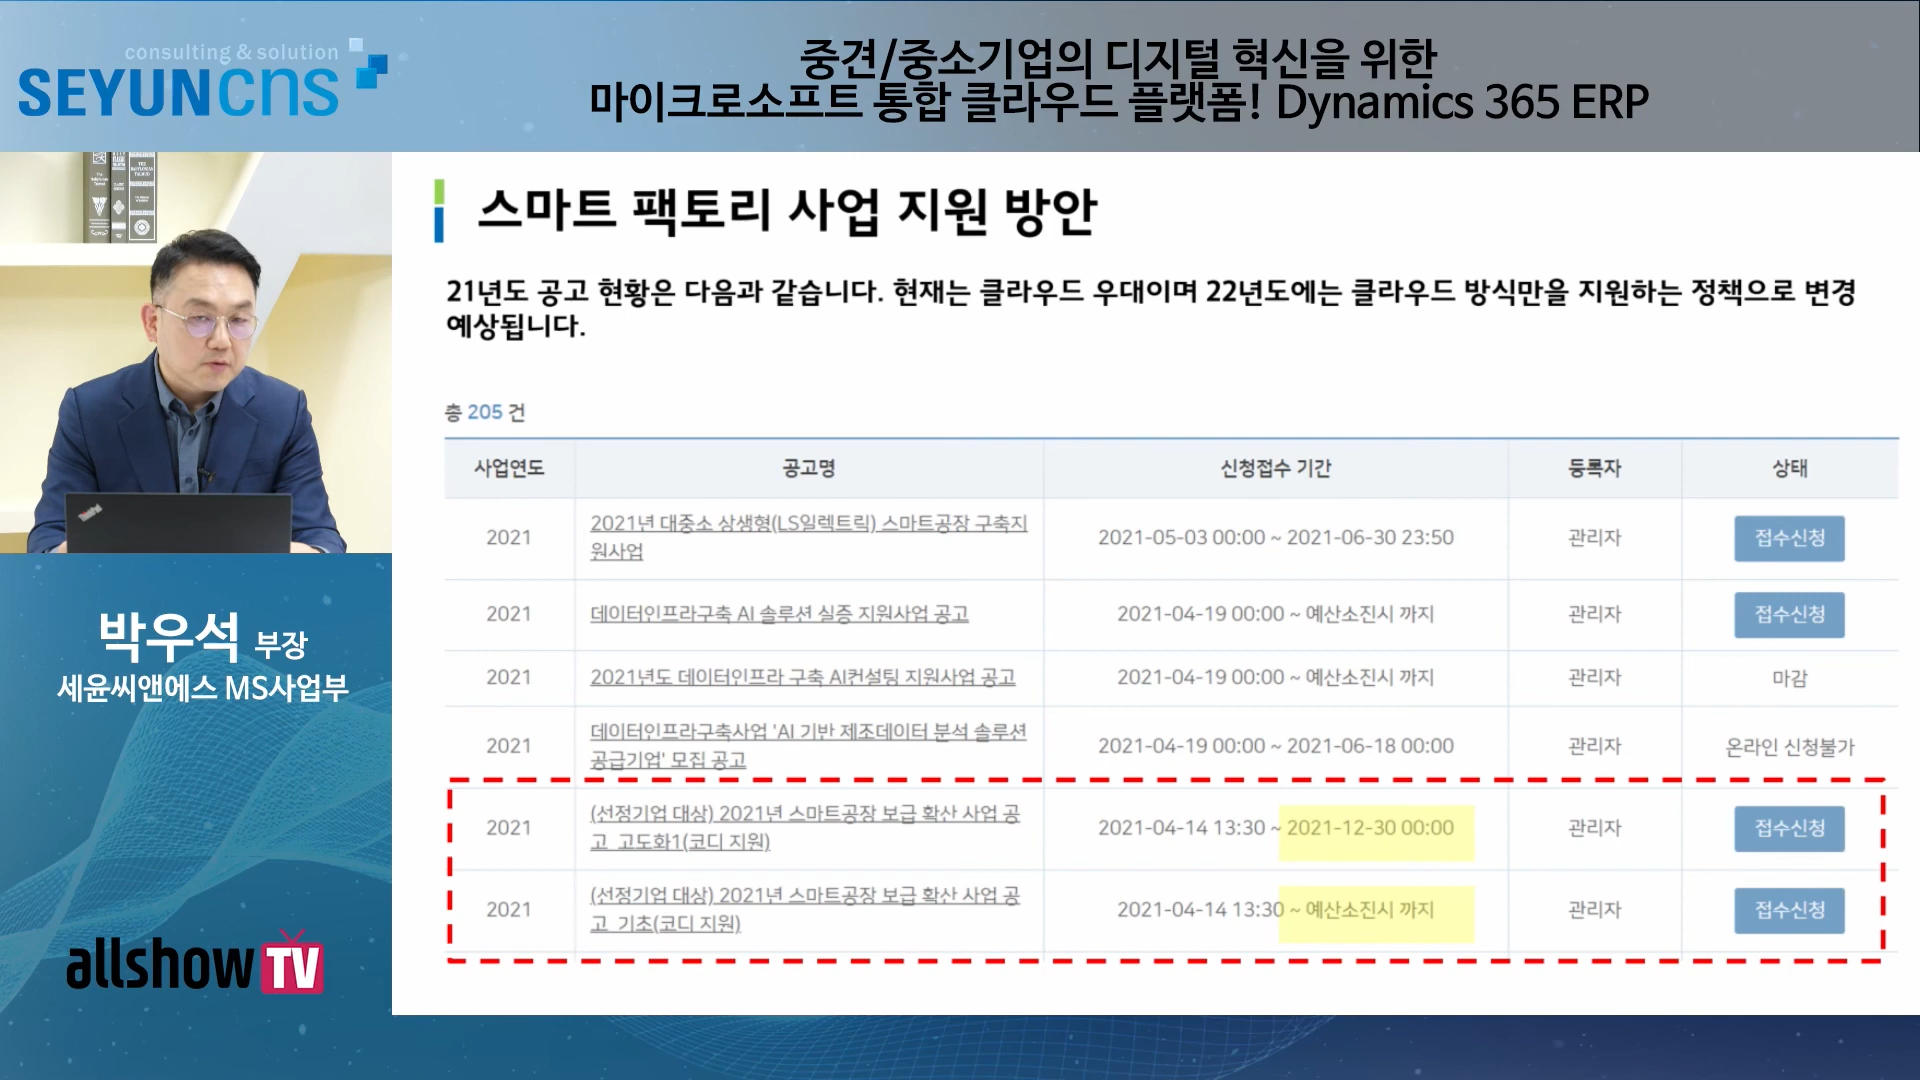 consulting & solution
SEYUNCNS
중견/중소기업의 디지털 혁신을 위한
마이크로소프트 통합 클라우드 플랫폼! Dynamics 365 ERP
스마트 팩토리 사업 지원 방안
21년도 공고 현황은 다음과 같습니다. 현재는 클라우드 우대이며 22년도에는 클라우드 방식만을 지원하는 정책으로 변경
예상됩니다.
총 205 건
사업연도 공고명 신청접수 기간 등록자 상태
2021 2021년 대중소 상생형(LS일렉트릭) 스마트공장 구축지 2021-05-03 00:00 ~ 2021-06-30 23:50 관리자 접수신청
원사업
2021 데이터인프라구축 AI 솔루션 실증 지원사업 공고 2021-04-19 00:00 ~ 예산소진시 까지 관리자 접수신청
2021 2021년도 데이터인프라 구축 AI컨설팅 지원사업 공고 2021-04-19 00:00 ~ 예산소진시 까지 관리자 마감
2021 데이터인프라구축사업 'AI 기반 제조데이터 분석 솔루션 2021-04-19 00:00 ~ 2021-06-18 00:00 관리자 온라인 신청불가
공급기업' 모집 공고
2021 (선정기업 대상) 2021년 스마트공장 보급 확산 사업 공 2021-04-14 13:30 ~ 2021-12-30 00:00 관리자 접수신청
고_고도화1(코디 지원)
2021 (선정기업 대상) 2021년 스마트공장 보급 확산 사업 공 2021-04-14 13:30 ~ 예산소진시 까지 관리자 접수신청
고_기초(코디 지원)
박우석 부장
세윤씨앤에스 MS사업부
allshow TV